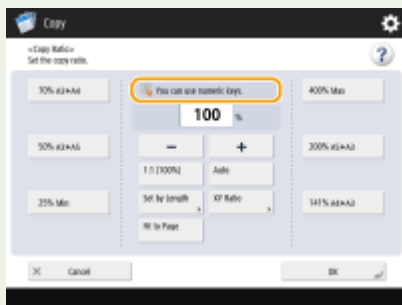 Copy
<Copy Ratio>
Set the copy ratio.
?
70% A3→A4
You can use numeric keys.
400% Max
100 %
50% A3→A5
−
+
200% A5→A3
1:1 [100%]
Auto
25% Min
Set by Length
XY Ratio
141% A4→A3
Fit to Page
× Cancel
OK